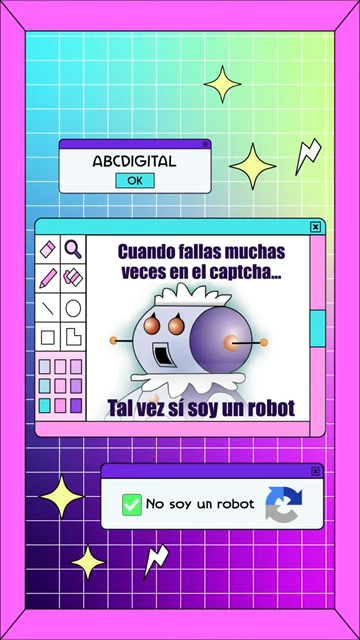 ABCDIGITAL
OK
Cuando fallas muchas
veces en el captcha...
Tal vez sí soy un robot
No soy un robot